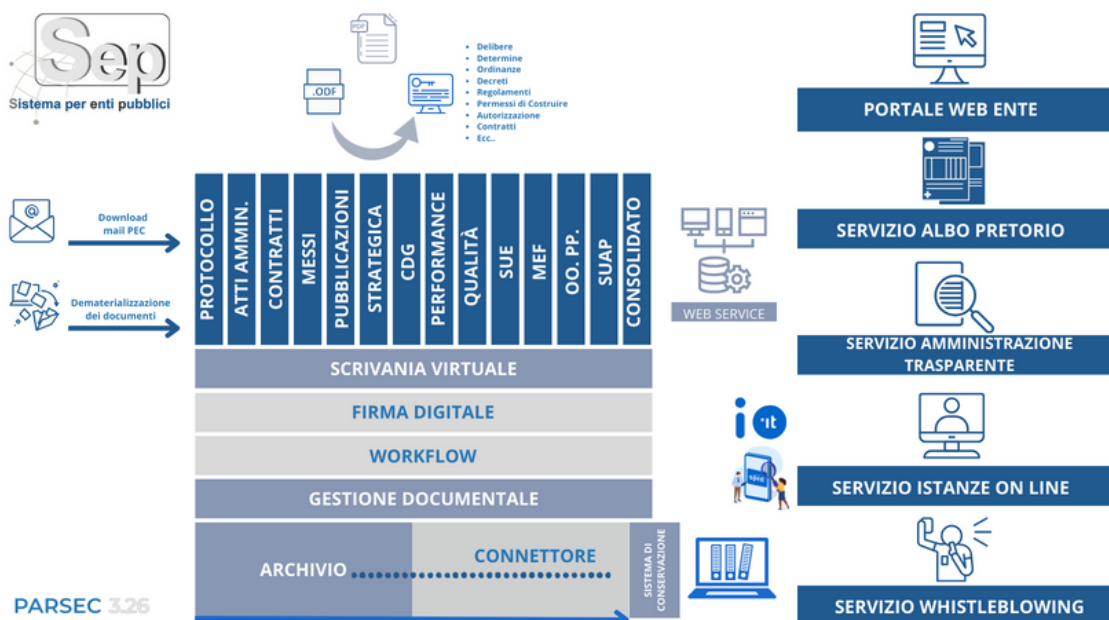 Sep
Sistema per enti pubblici
PDF
.ODF
• Delibere
• Determine
• Ordinanze
• Decreti
• Regolamenti
• Permessi di Costruire
• Autorizzazione
• Contratti
• Ecc..
Download
mail PEC
Dematerializzazione
dei documenti
PROTOCOLLO
ATTI AMMIN.
CONTRATTI
MESSI
PUBBLICAZIONI
STRATEGICA
CDG
PERFORMANCE
QUALITÀ
SUE
MEF
OO. PP.
SUAP
CONSOLIDATO
SCRIVANIA VIRTUALE
FIRMA DIGITALE
WORKFLOW
GESTIONE DOCUMENTALE
ARCHIVIO
CONNETTORE
SISTEMA DI
CONSERVAZIONE
WEB SERVICE
io
.it
spid
PORTALE WEB ENTE
SERVIZIO ALBO PRETORIO
SERVIZIO AMMINISTRAZIONE
TRASPARENTE
SERVIZIO ISTANZE ON LINE
SERVIZIO WHISTLEBLOWING
PARSEC 3.26